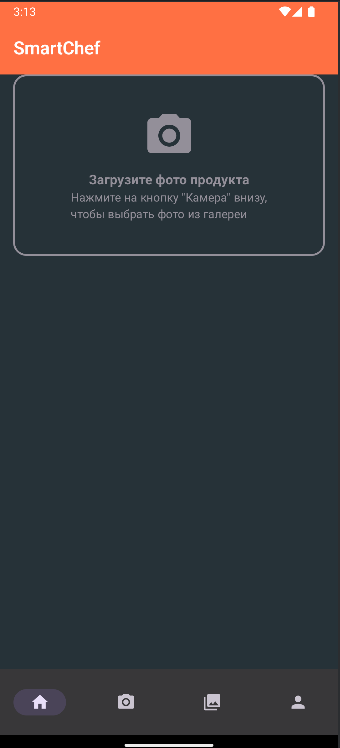 3:13
SmartChef
Загрузите фото продукта
Нажмите на кнопку "Камера" внизу,
чтобы выбрать фото из галереи